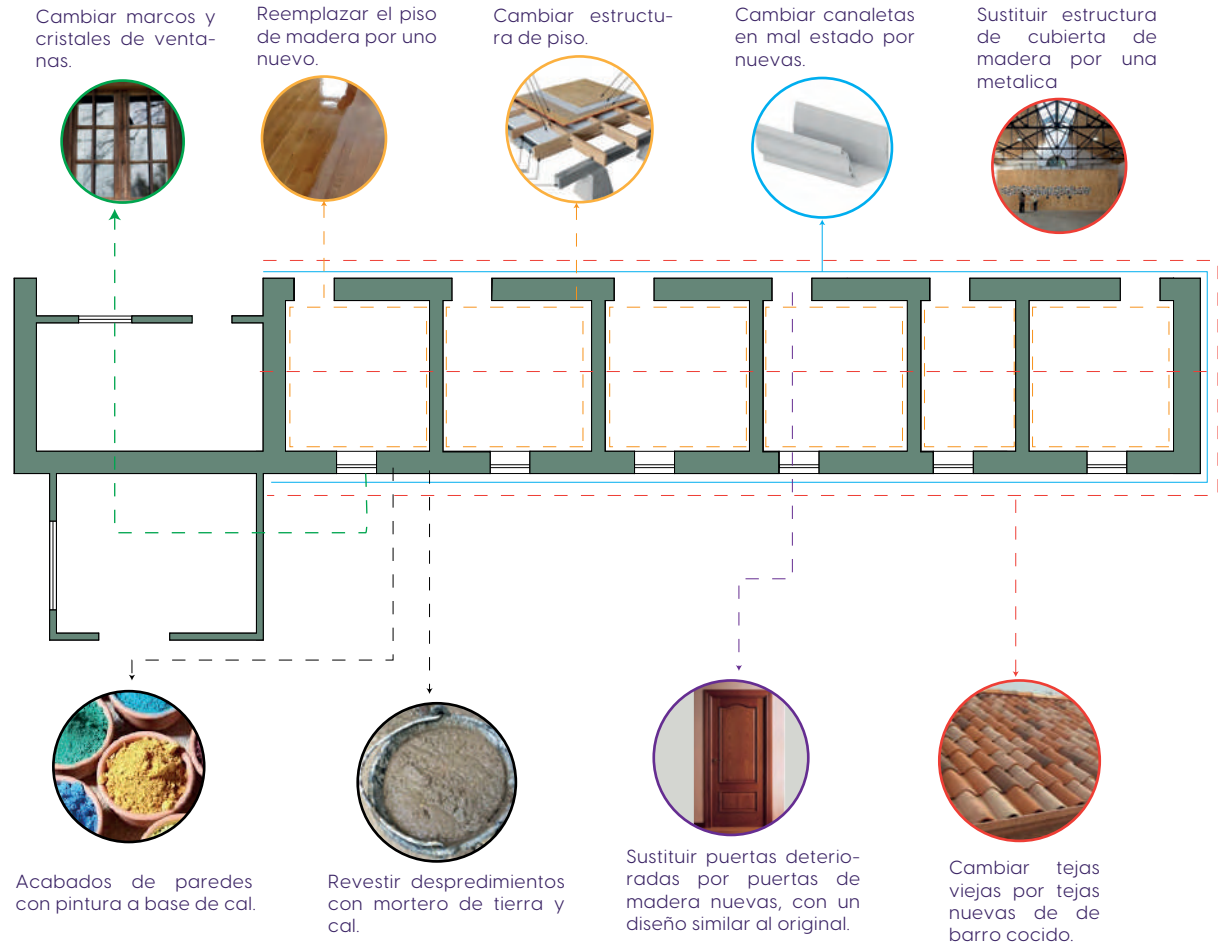 Cambiar marcos y
cristales de venta-
nas.
Reemplazar el piso
de madera por uno
nuevo.
Cambiar estructu-
ra de piso.
Cambiar canaletas
en mal estado por
nuevas.
Sustituir estructura
de cubierta de
madera por una
metalica
Acabados de paredes
con pintura a base de cal.
Revestir despredimientos
con mortero de tierra y
cal.
Sustituir puertas deterio-
radas por puertas de
madera nuevas, con un
diseño similar al original.
Cambiar tejas
viejas por tejas
nuevas de de
barro cocido.